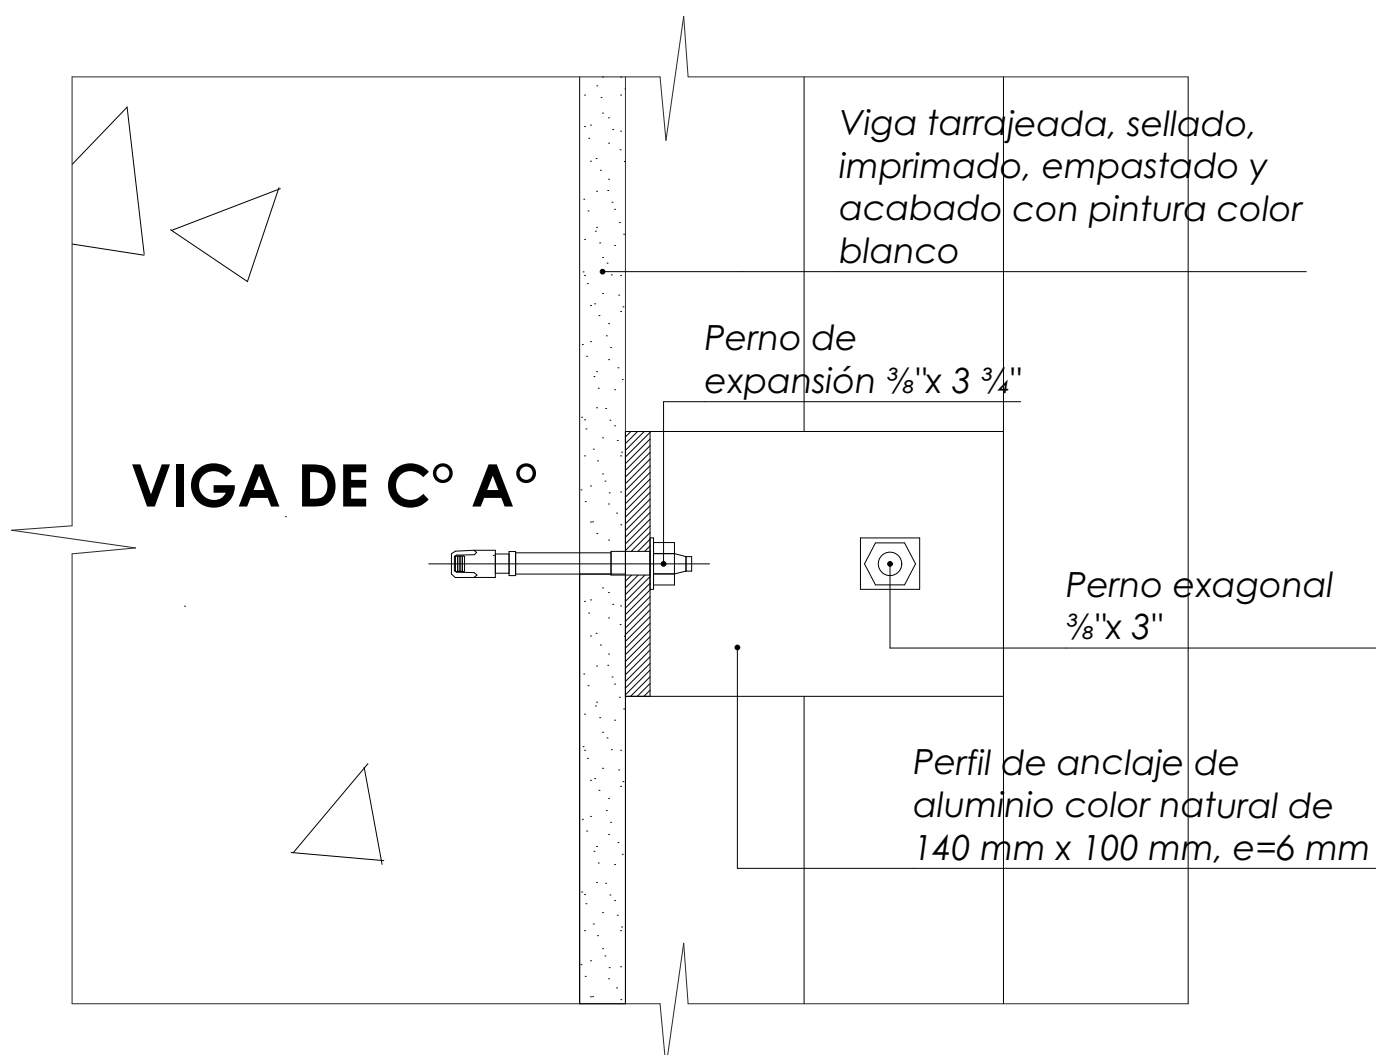 Viga tarrajeada, sellado,
imprimado, empastado y
acabado con pintura color
blanco
Perno de
expansión ⅜"x 3 ¾"
VIGA DE C° A°
Perno exagonal
⅜"x 3"
Perfil de anclaje de
aluminio color natural de
140 mm x 100 mm, e=6 mm